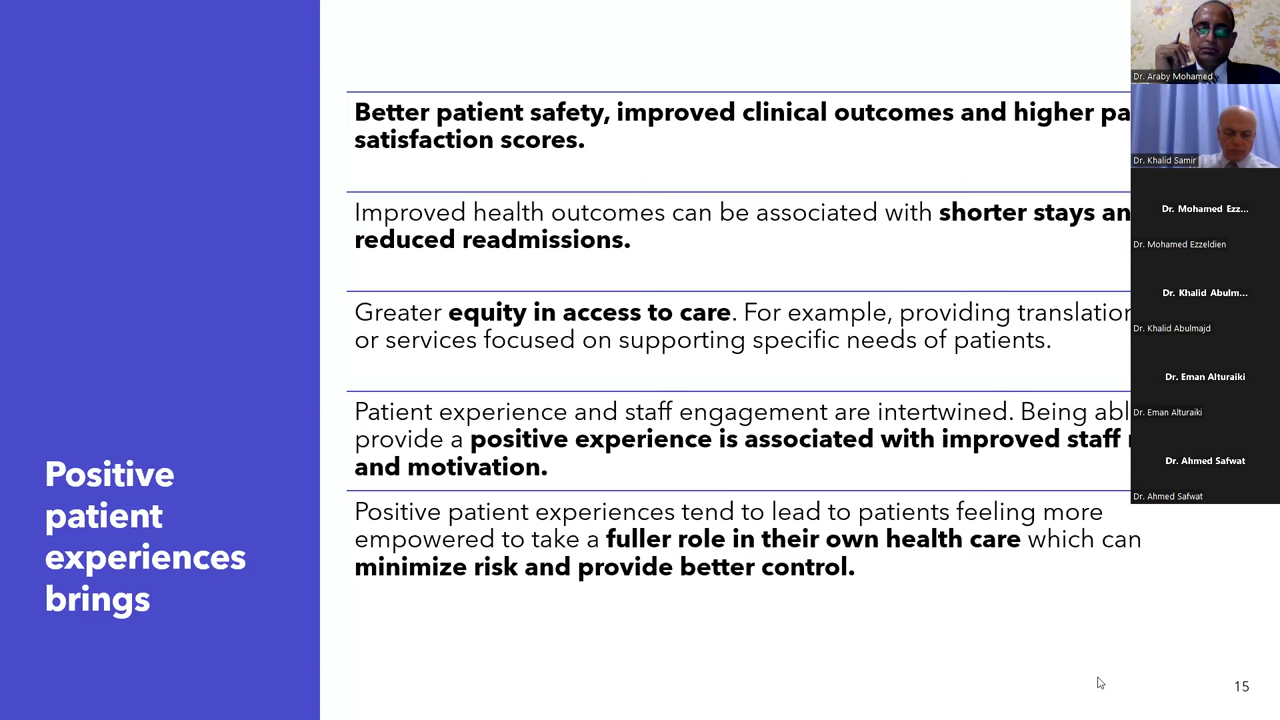 Positive
patient
experiences
brings
Better patient safety, improved clinical outcomes and higher pa
satisfaction scores.
Improved health outcomes can be associated with shorter stays an
reduced readmissions.
Greater equity in access to care. For example, providing translation
or services focused on supporting specific needs of patients.
Patient experience and staff engagement are intertwined. Being abl
provide a positive experience is associated with improved staff
and motivation.
Positive patient experiences tend to lead to patients feeling more
empowered to take a fuller role in their own health care which can
minimize risk and provide better control.
15
Dr. Araby Mohamed
Dr. Khalid Samir
Dr. Mohamed Ezz...
Dr. Mohamed Ezzeldien
Dr. Khalid Abulm...
Dr. Khalid Abulmajd
Dr. Eman Alturaiki
Dr. Eman Alturaiki
Dr. Ahmed Safwat
Dr. Ahmed Safwat